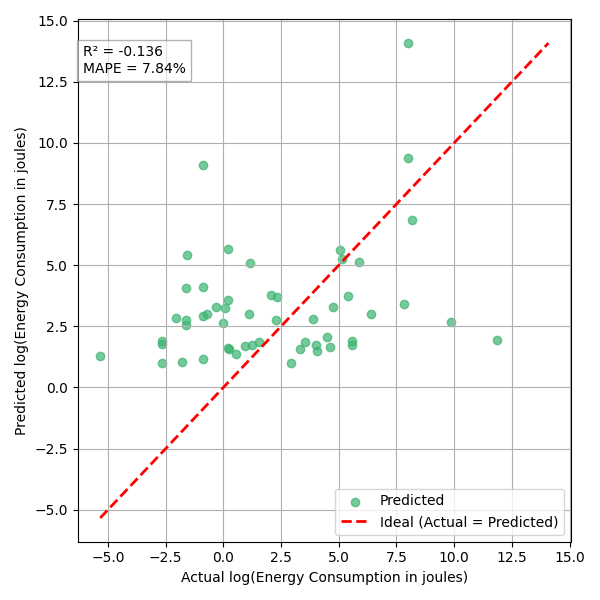 15.0
12.5
10.0
7.5
5.0
2.5
0.0
−2.5
−5.0
Predicted log(Energy Consumption in joules)
R² = -0.136
MAPE = 7.84%
Predicted
Ideal (Actual = Predicted)
−5.0 −2.5 0.0 2.5 5.0 7.5 10.0 12.5 15.0
Actual log(Energy Consumption in joules)